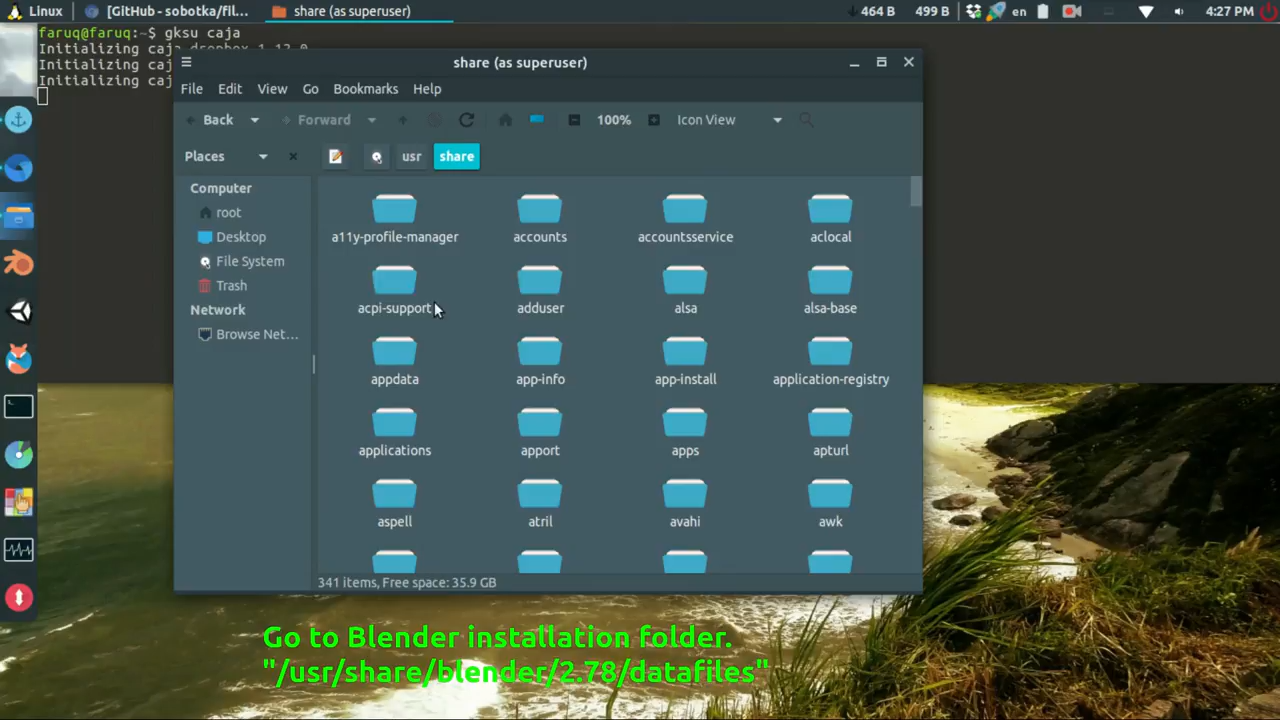 Linux [GitHub - sobotka/fil... share (as superuser) 464 B 499 B en 4:27 PM
faruq@faruq:~$ gksu caja
Initializing caja-dropbox 1.12.0
Initializing caj
Initializing caj
share (as superuser)
File Edit View Go Bookmarks Help
Back Forward 100% Icon View
Places usr share
Computer
root
Desktop
File System
Trash
Network
Browse Net...
a11y-profile-manager accounts accountsservice aclocal
acpi-support adduser alsa alsa-base
appdata app-info app-install application-registry
applications apport apps apturl
aspell atril avahi awk
341 items, Free space: 35.9 GB
Go to Blender installation folder.
"/usr/share/blender/2.78/datafiles"